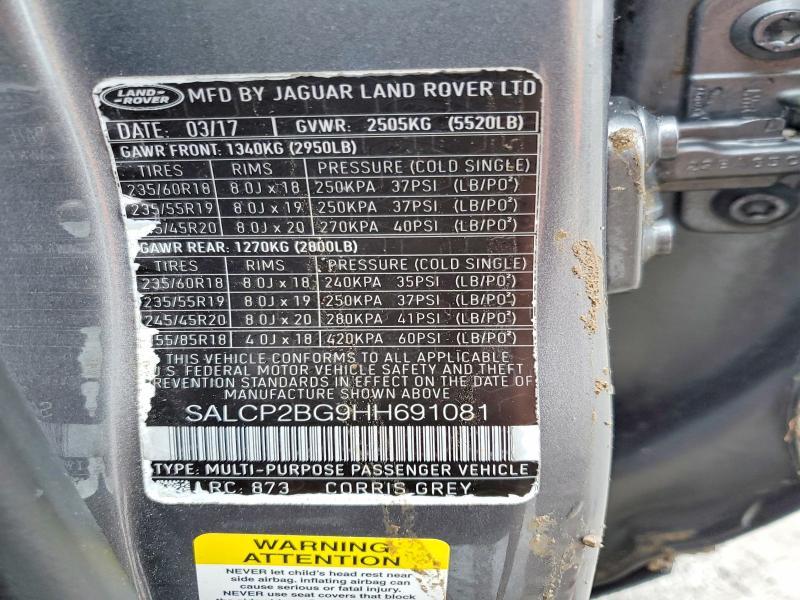 LAND ROVER MFD BY JAGUAR LAND ROVER LTD
DATE: 03/17 GVWR: 2505KG (5520LB)
GAWR FRONT: 1340KG (2950LB)
TIRES RIMS PRESSURE (COLD SINGLE)
235/60R18 8.0J x 18 250KPA 37PSI (LB/PO²)
235/55R19 8.0J x 19 250KPA 37PSI (LB/PO²)
5/45R20 8.0J x 20 270KPA 40PSI (LB/PO²)
GAWR REAR: 1270KG (2800LB)
TIRES RIMS PRESSURE (COLD SINGLE)
235/60R18 8.0J x 18 240KPA 35PSI (LB/PO²)
235/55R19 8.0J x 19 250KPA 37PSI (LB/PO²)
245/45R20 8.0J x 20 280KPA 41PSI (LB/PO²)
55/85R18 4.0J x 18 420KPA 60PSI (LB/PO²)
THIS VEHICLE CONFORMS TO ALL APPLICABLE
U.S. FEDERAL MOTOR VEHICLE SAFETY AND THEFT
PREVENTION STANDARDS IN EFFECT ON THE DATE OF
MANUFACTURE SHOWN ABOVE.
SALCP2BG9HH691081
TYPE: MULTI-PURPOSE PASSENGER VEHICLE
LRC: 873 CORRIS GREY
WARNING
ATTENTION
NEVER let child's head rest near
side airbag, inflating airbag can
cause serious or fatal injury.
NEVER use seat covers that block